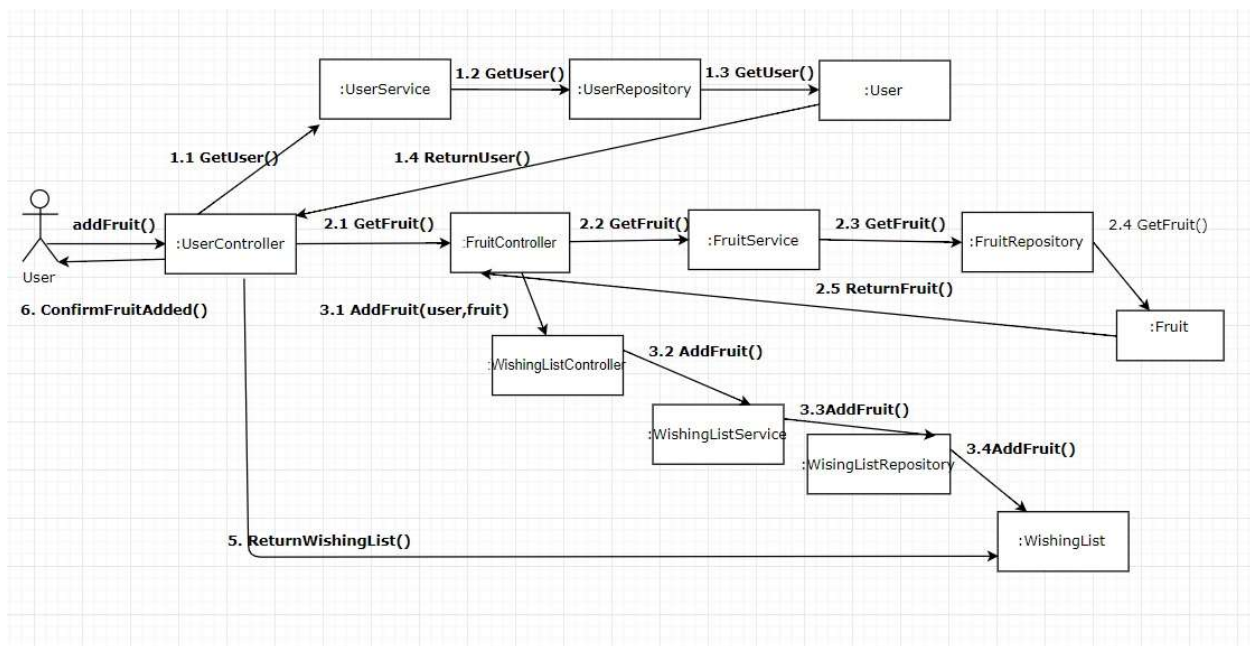 1.2 GetUser()
1.3 GetUser()
:UserService
:UserRepository
:User
1.1 GetUser()
1.4 ReturnUser()
addFruit()
2.1 GetFruit()
2.2 GetFruit()
2.3 GetFruit()
2.4 GetFruit()
:UserController
:FruitController
:FruitService
:FruitRepository
User
2.5 ReturnFruit()
6. ConfirmFruitAdded()
3.1 AddFruit(user,fruit)
:Fruit
3.2 AddFruit()
:WishingListController
3.3AddFruit()
:WishingListService
3.4AddFruit()
:WisingListRepository
5. ReturnWishingList()
:WishingList